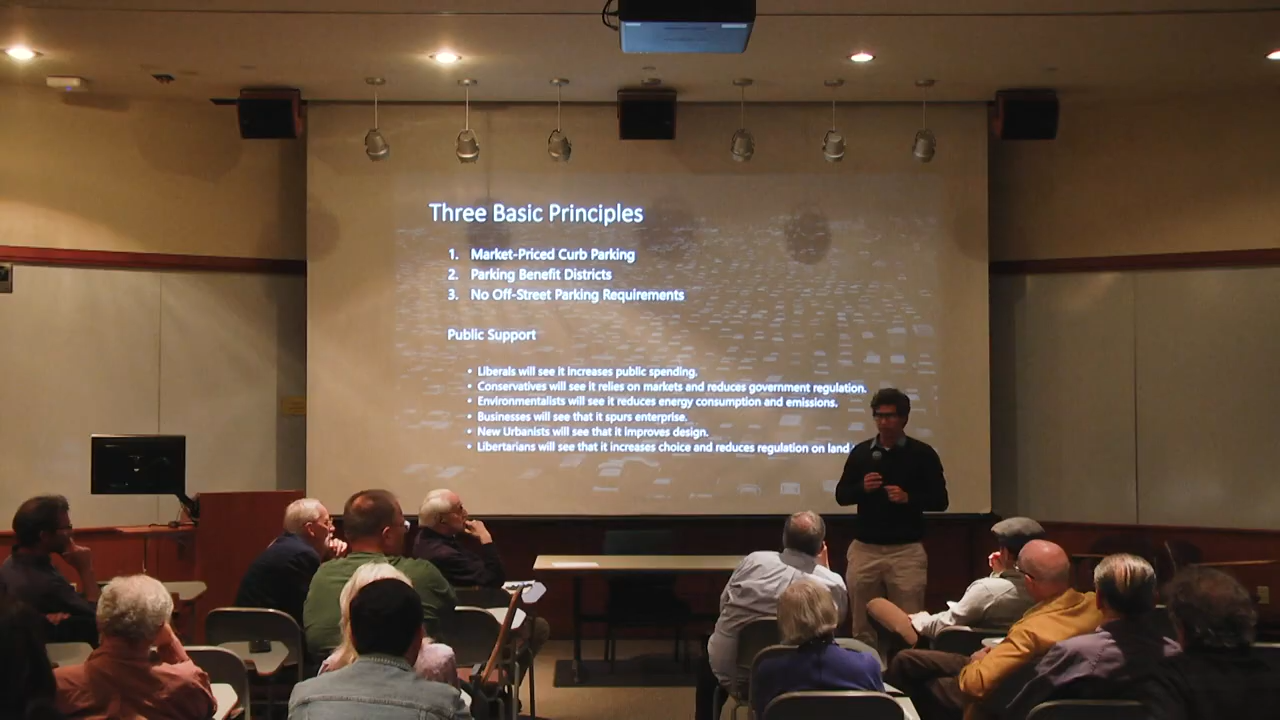 Three Basic Principles
1. Market-Priced Curb Parking
2. Parking Benefit Districts
3. No Off-Street Parking Requirements
Public Support
• Liberals will see it increases public spending.
• Conservatives will see it relies on markets and reduces government regulation.
• Environmentalists will see it reduces energy consumption and emissions.
• Businesses will see that it spurs enterprise.
• New Urbanists will see that it improves design.
• Libertarians will see that it increases choice and reduces regulation on land